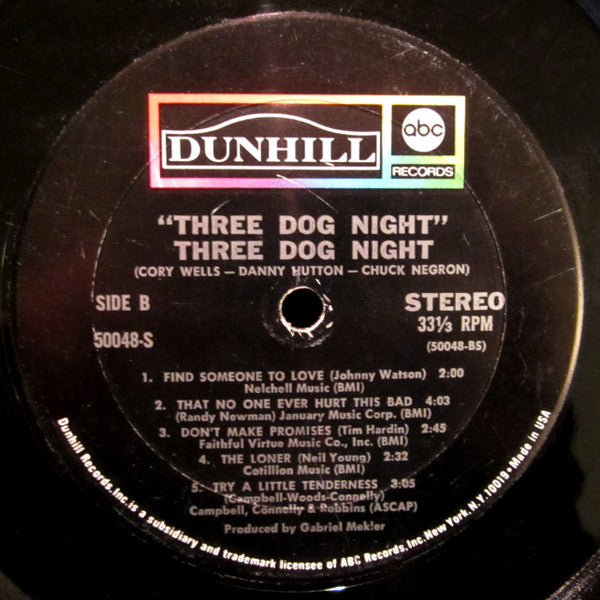 DUNHILL
abc
RECORDS
"THREE DOG NIGHT"
THREE DOG NIGHT
(CORY WELLS — DANNY HUTTON — CHUCK NEGRON)
SIDE B
STEREO
50048-S
33⅓ RPM
(50048-BS)
1. FIND SOMEONE TO LOVE (Johnny Watson) 2:00
Nelchell Music (BMI)
2. THAT NO ONE EVER HURT THIS BAD 4:03
(Randy Newman) January Music Corp. (BMI)
3. DON'T MAKE PROMISES (Tim Hardin) 2:45
Faithful Virtue Music Co., Inc. (BMI)
4. THE LONER (Neil Young) 2:32
Cotillion Music (BMI)
5. TRY A LITTLE TENDERNESS 3:05
(Campbell-Woods-Connelly)
Campbell, Connelly & Robbins (ASCAP)
Produced by Gabriel Mekler
Dunhill Records, Inc. is a subsidiary and trademark licensee of ABC Records, Inc. New York, N.Y. 10019 • Made in USA